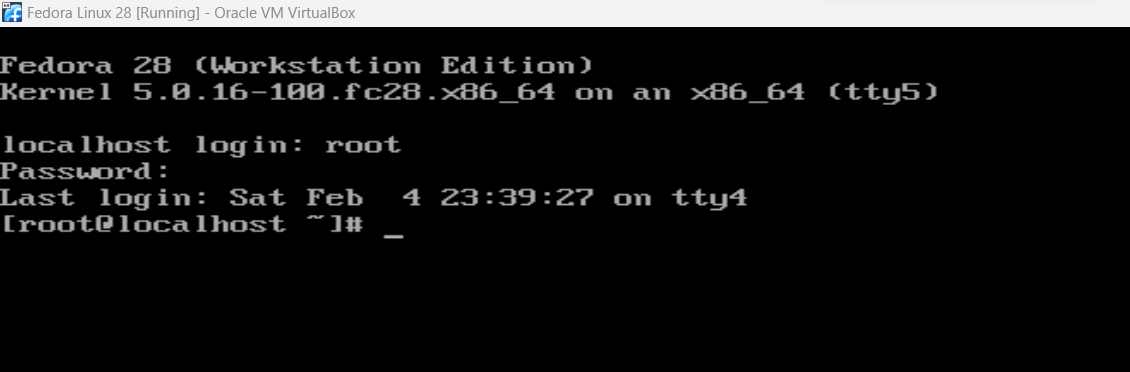 Fedora Linux 28 [Running] - Oracle VM VirtualBox
Fedora 28 (Workstation Edition)
Kernel 5.0.16-100.fc28.x86_64 on an x86_64 (tty5)
localhost login: root
Password:
Last login: Sat Feb  4 23:39:27 on tty4
[root@localhost ~]# _